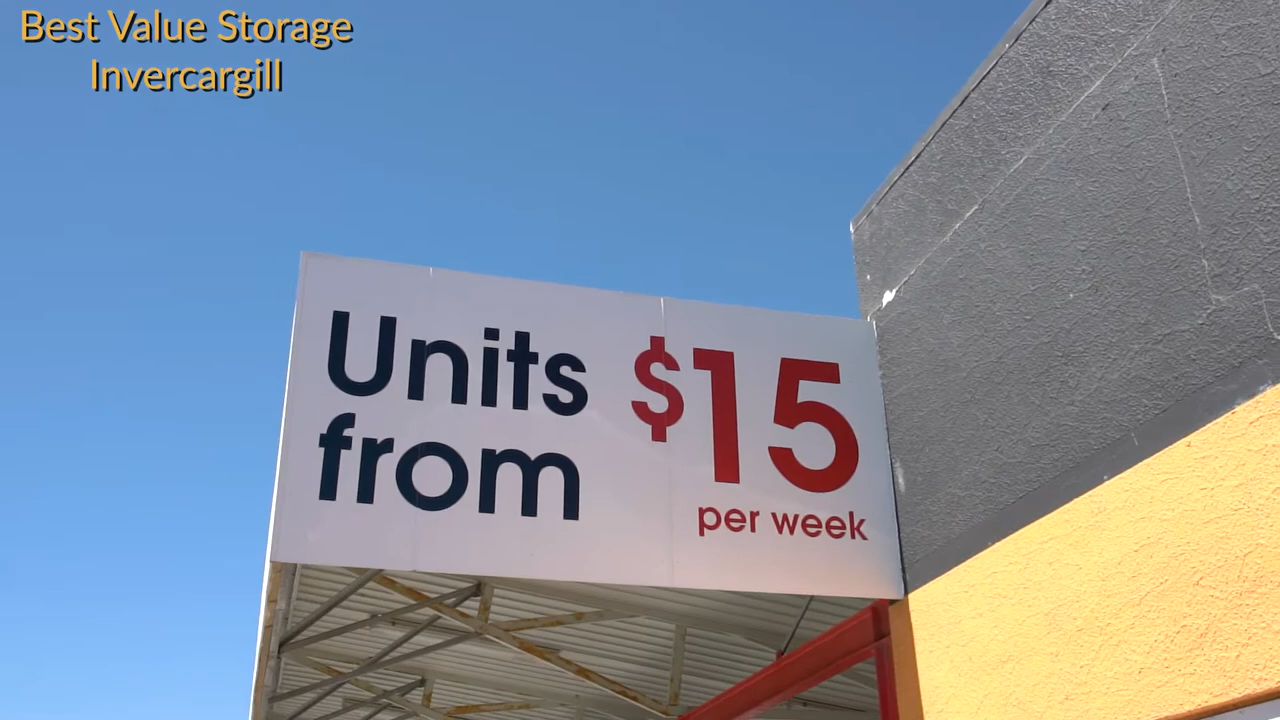 Best Value Storage
Invercargill
Units
from
$15
per week